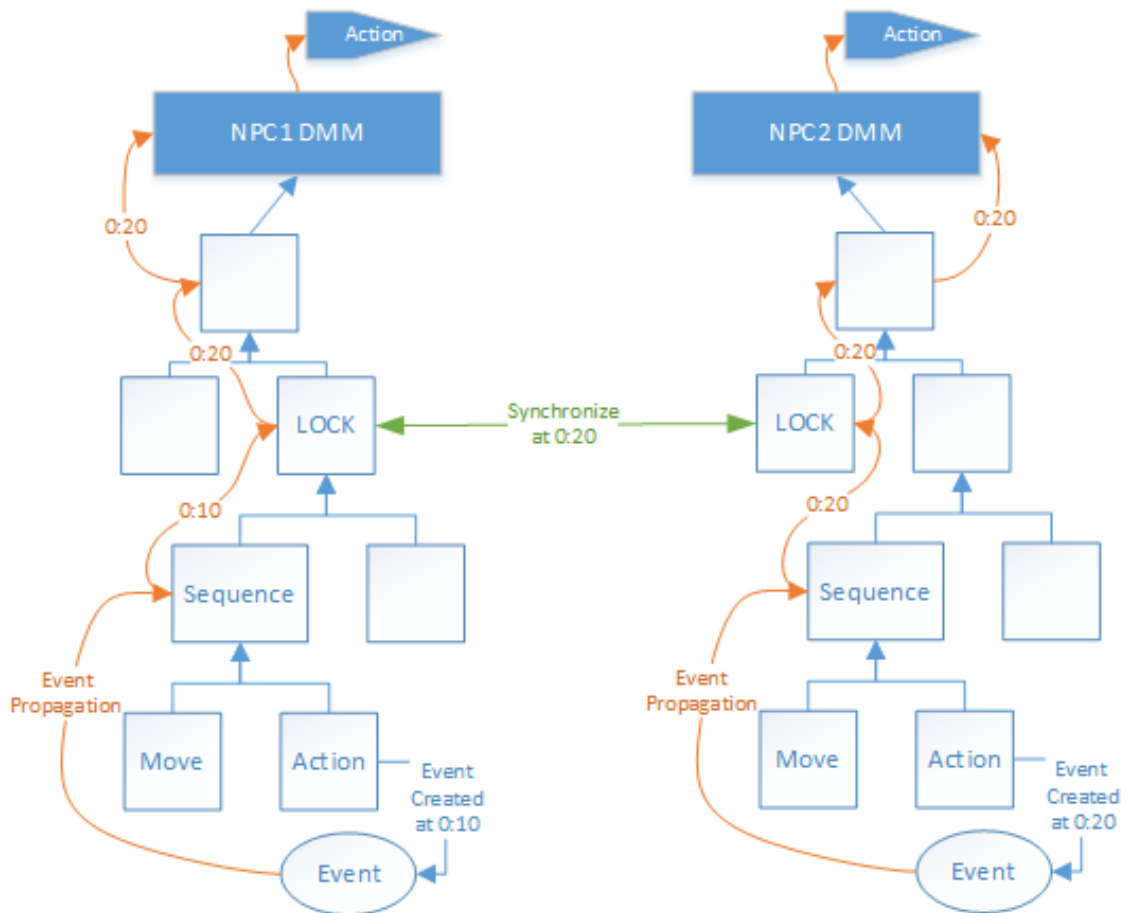 Action
Action
NPC1 DMM
NPC2 DMM
0:20
0:20
0:20
0:20
LOCK
Synchronize
at 0:20
LOCK
0:10
0:20
Sequence
Sequence
Event
Propagation
Event
Propagation
Move
Action
Event
Created
at 0:10
Move
Action
Event
Created
at 0:20
Event
Event